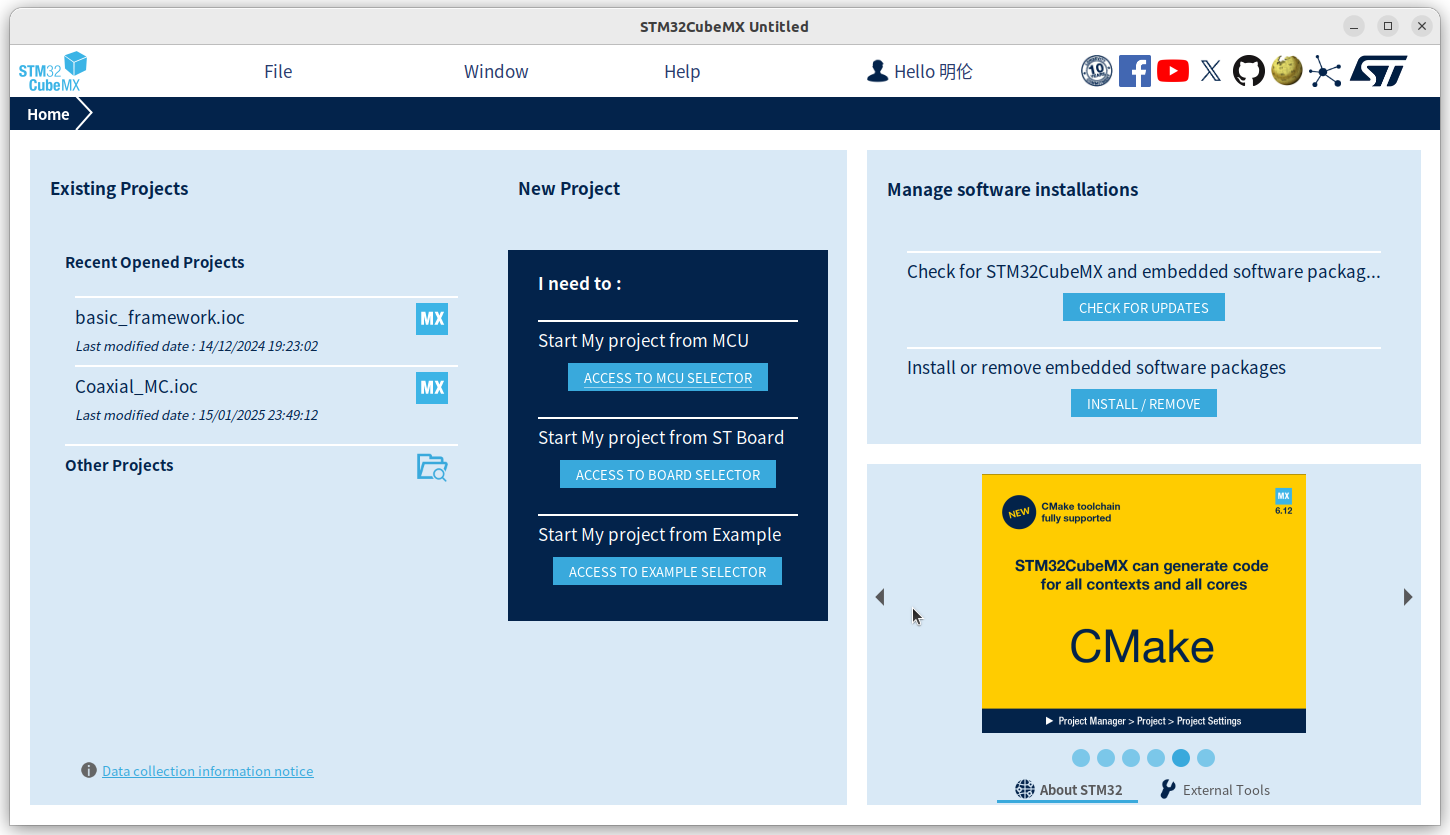 STM32CubeMX Untitled
STM32
CubeMX
File
Window
Help
Hello 明伦
10
Home
Existing Projects
New Project
Recent Opened Projects
basic_framework.ioc
MX
Last modified date : 14/12/2024 19:23:02
Coaxial_MC.ioc
MX
Last modified date : 15/01/2025 23:49:12
Other Projects
I need to :
Start My project from MCU
ACCESS TO MCU SELECTOR
Start My project from ST Board
ACCESS TO BOARD SELECTOR
Start My project from Example
ACCESS TO EXAMPLE SELECTOR
Data collection information notice
Manage software installations
Check for STM32CubeMX and embedded software packag...
CHECK FOR UPDATES
Install or remove embedded software packages
INSTALL / REMOVE
NEW
CMake toolchain
fully supported
MX
6.12
STM32CubeMX can generate code
for all contexts and all cores
CMake
Project Manager > Project > Project Settings
About STM32
External Tools